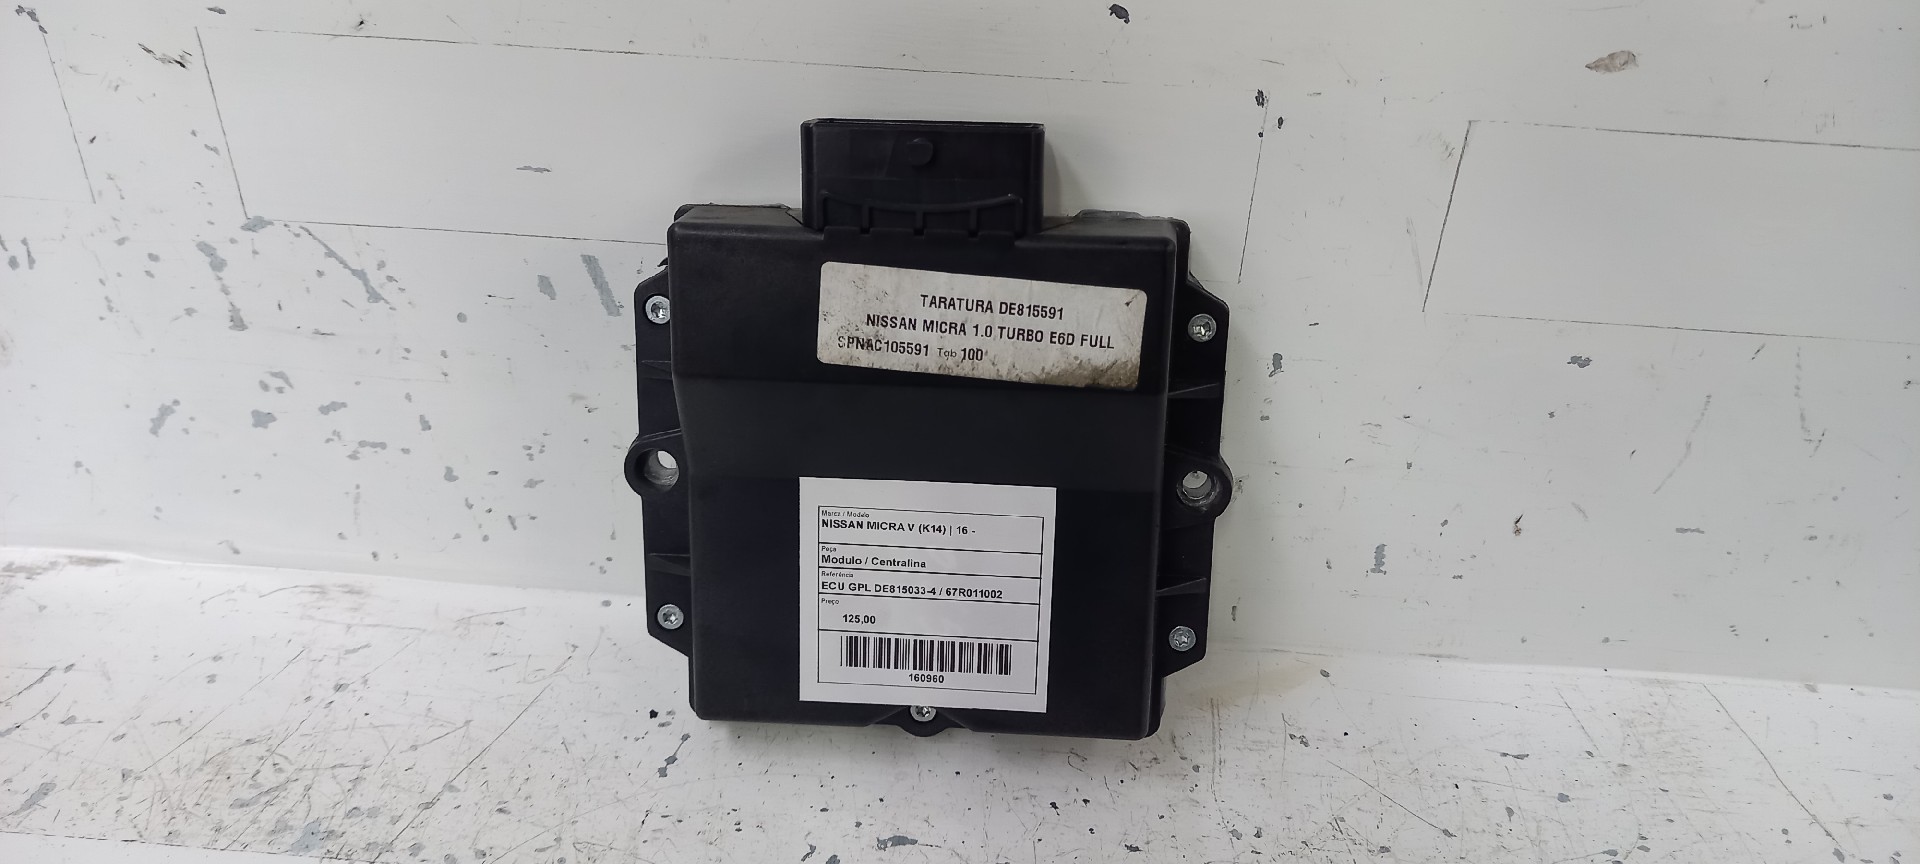 TARATURA DE815591
NISSAN MICRA 1.0 TURBO E6D FULL
SPNAC105591 Tab 100
Marca / Modelo
NISSAN MICRA V (K14) | 16 -
Peça
Modulo / Centralina
Referência
ECU GPL DE815033-4 / 67R011002
Preço
125,00
160960